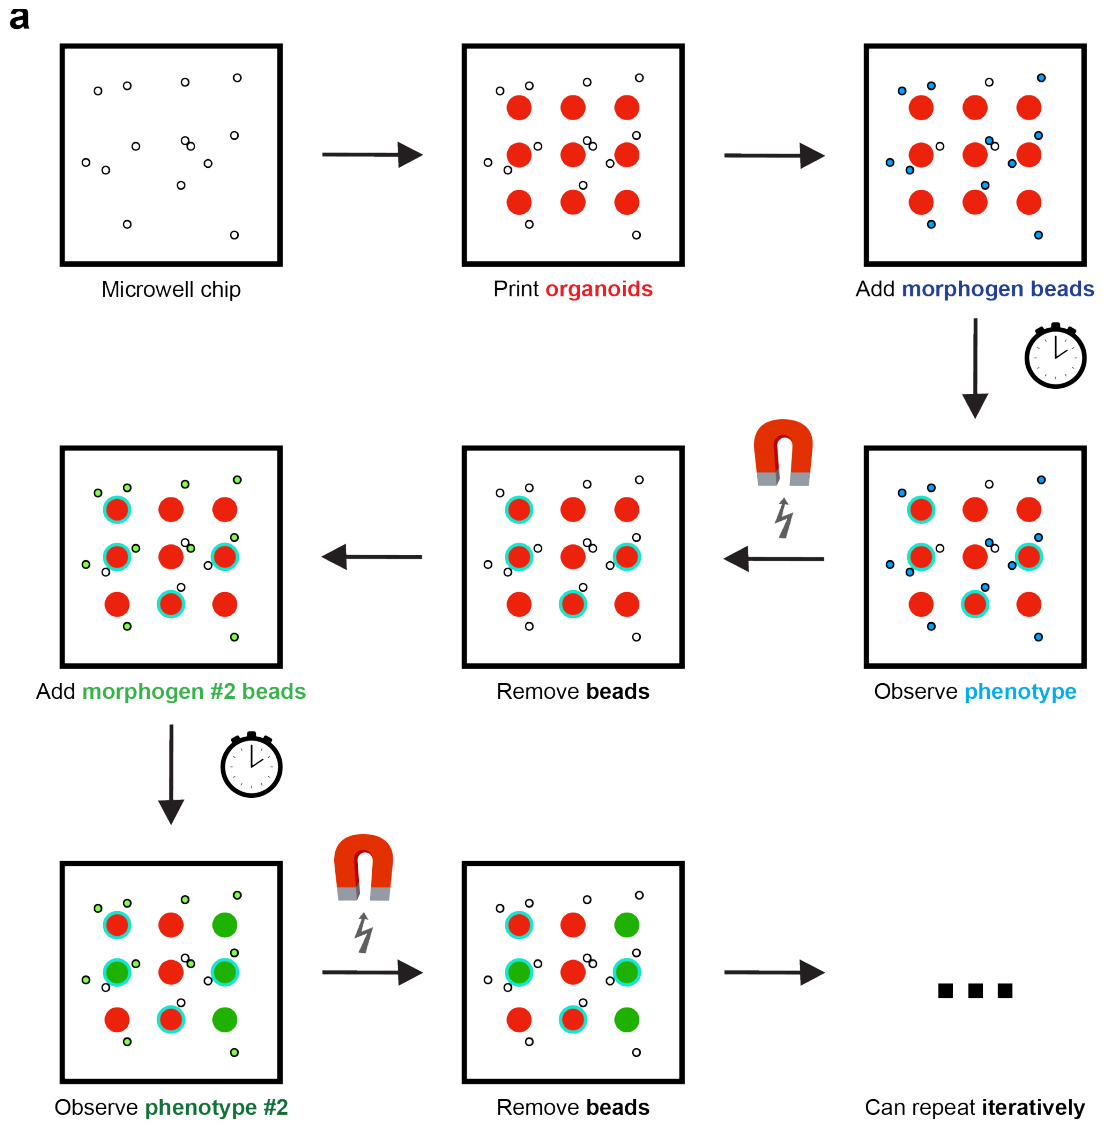 a
Microwell chip
Print organoids
Add morphogen beads
Add morphogen #2 beads
Remove beads
Observe phenotype
Observe phenotype #2
Remove beads
Can repeat iteratively